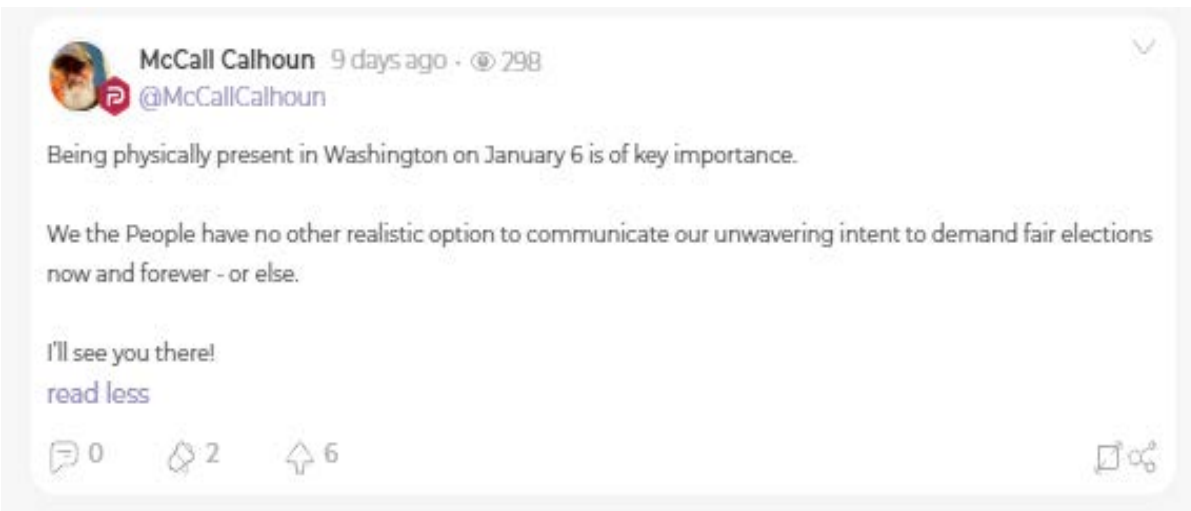 McCall Calhoun 9 days ago · 298
@McCallCalhoun
Being physically present in Washington on January 6 is of key importance.
We the People have no other realistic option to communicate our unwavering intent to demand fair elections
now and forever - or else.
I'll see you there!
read less
0 2 6